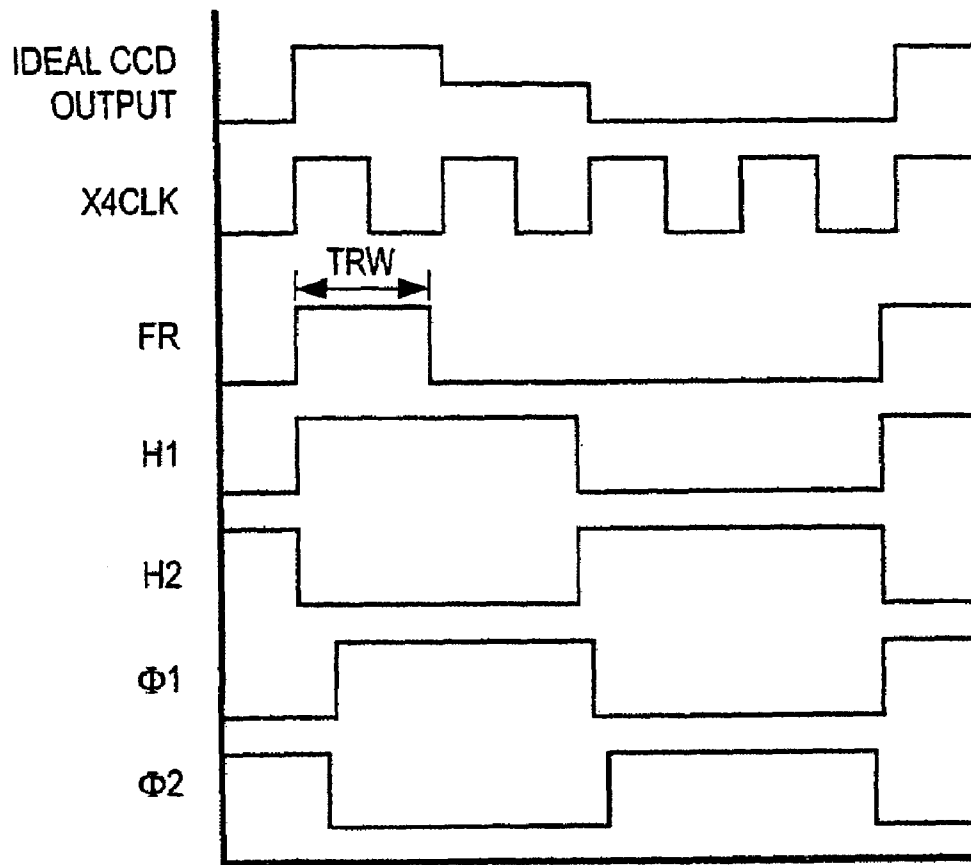 IDEAL CCD
OUTPUT
X4CLK
TRW
FR
H1
H2
Φ1
Φ2